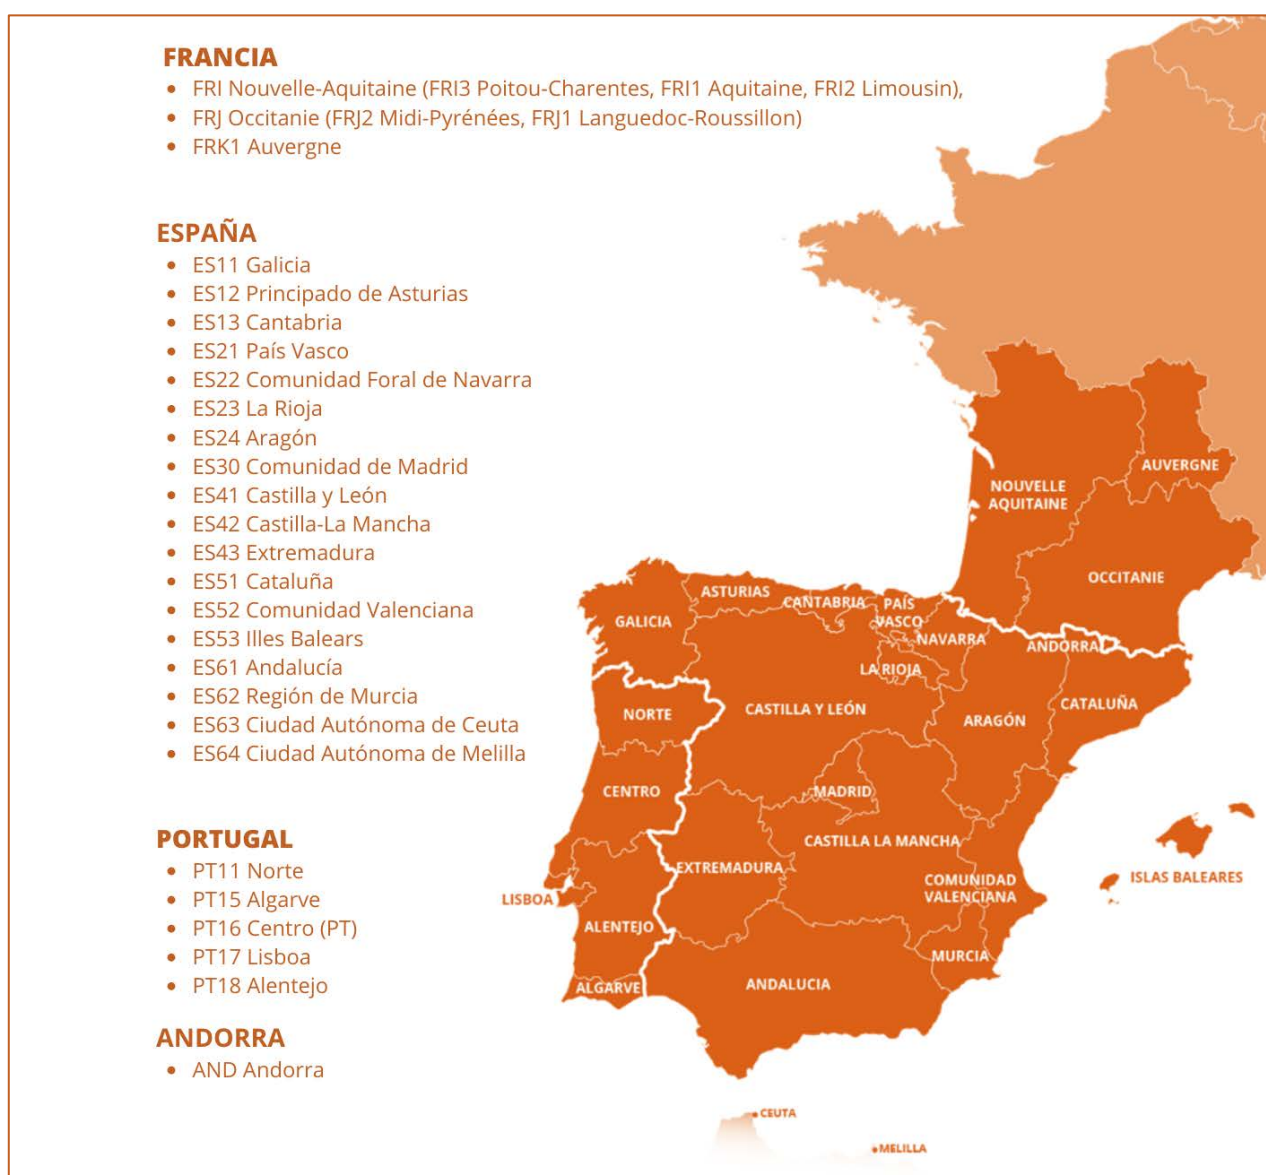 FRANCIA
• FRI Nouvelle-Aquitaine (FRI3 Poitou-Charentes, FRI1 Aquitaine, FRI2 Limousin),
• FRJ Occitanie (FRJ2 Midi-Pyrénées, FRJ1 Languedoc-Roussillon)
• FRK1 Auvergne
ESPAÑA
• ES11 Galicia
• ES12 Principado de Asturias
• ES13 Cantabria
• ES21 País Vasco
• ES22 Comunidad Foral de Navarra
• ES23 La Rioja
• ES24 Aragón
• ES30 Comunidad de Madrid
• ES41 Castilla y León
• ES42 Castilla-La Mancha
• ES43 Extremadura
• ES51 Cataluña
• ES52 Comunidad Valenciana
• ES53 Illes Balears
• ES61 Andalucía
• ES62 Región de Murcia
• ES63 Ciudad Autónoma de Ceuta
• ES64 Ciudad Autónoma de Melilla
PORTUGAL
• PT11 Norte
• PT15 Algarve
• PT16 Centro (PT)
• PT17 Lisboa
• PT18 Alentejo
ANDORRA
• AND Andorra
AUVERGNE
NOUVELLE
AQUITAINE
OCCITANIE
ASTURIAS
CANTABRIA
PAÍS
VASCO
GALICIA
NAVARRA
ANDORRA
LA RIOJA
CATALUÑA
CASTILLA Y LEÓN
NORTE
ARAGÓN
CENTRO
MADRID
CASTILLA LA MANCHA
EXTREMADURA
ISLAS BALEARES
COMUNIDAD
VALENCIANA
LISBOA
ALENTEJO
MURCIA
ANDALUCIA
ALGARVE
CEUTA
MELILLA